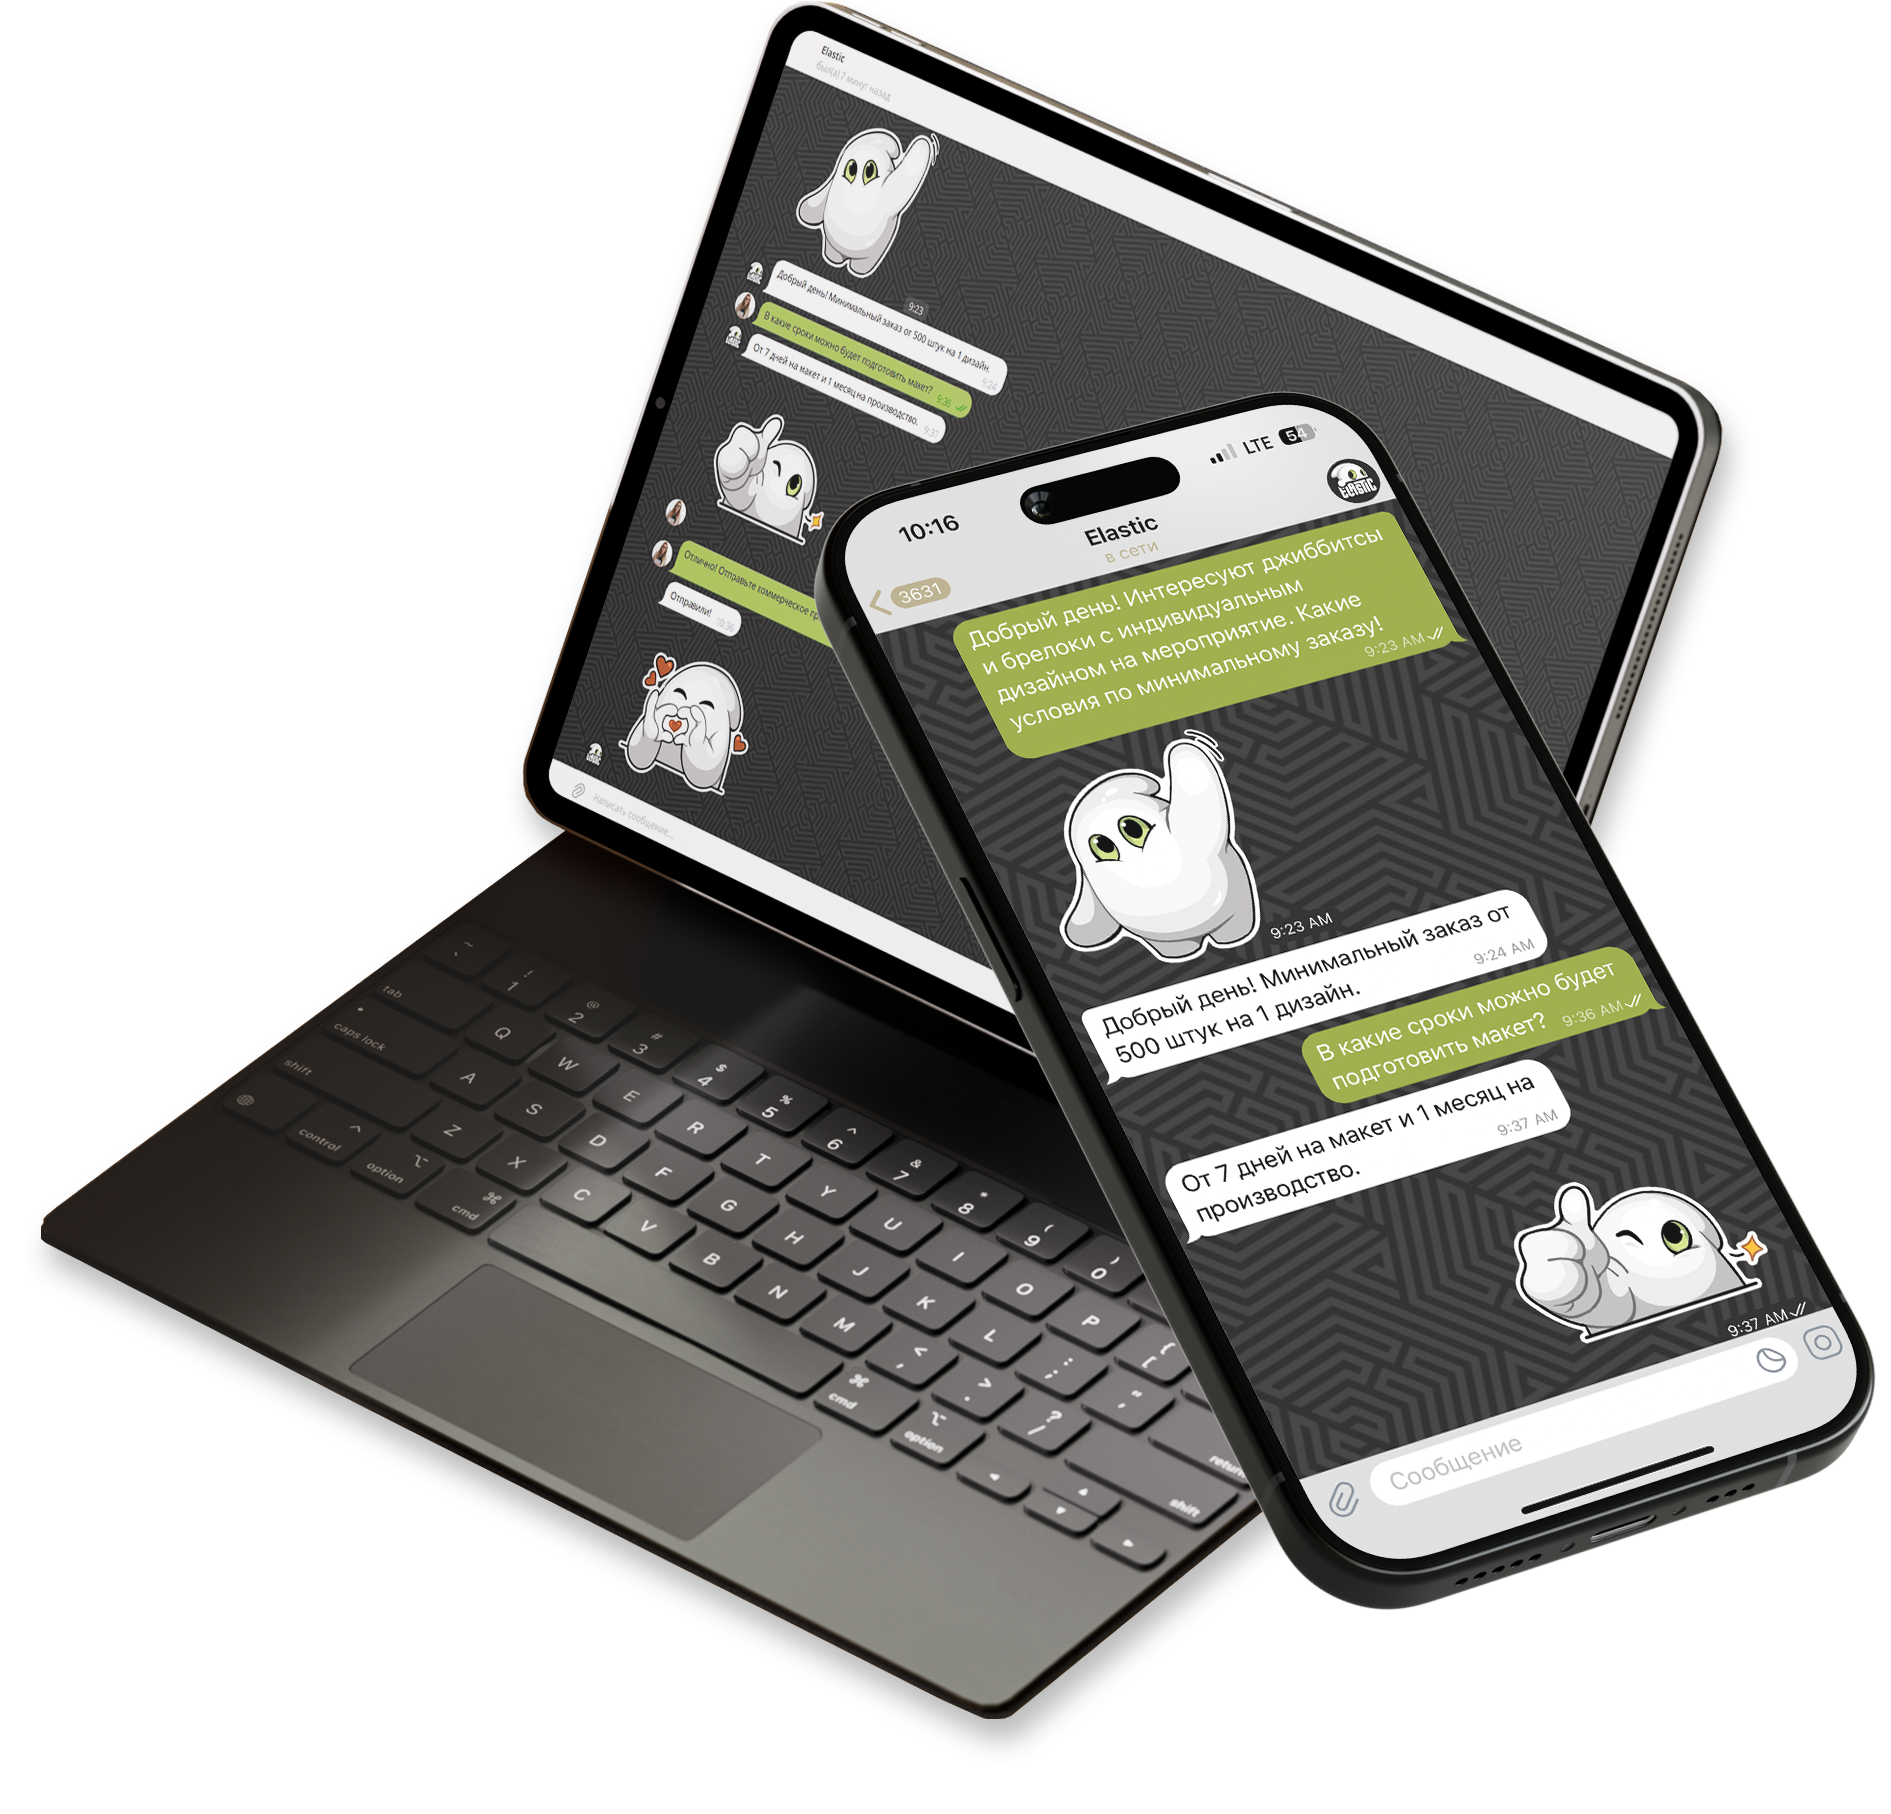 Elastic
был(а) 7 минут назад
9:23
Добрый день! Минимальный заказ от 500 штук на 1 дизайн.
9:24
В какие сроки можно будет подготовить макет?
9:36
От 7 дней на макет и 1 месяц на производство.
9:37
Отлично! Отправьте коммерческое
Отправили!
10:36
Написать сообщение...
10:16
LTE
54
Elastic
в сети
3631
ELASTIC
Добрый день! Интересуют джиббитсы
и брелоки с индивидуальным
дизайном на мероприятие. Какие
условия по минимальному заказу!
9:23 AM
9:23 AM
Добрый день! Минимальный заказ от
500 штук на 1 дизайн.
9:24 AM
В какие сроки можно будет
подготовить макет?
9:36 AM
От 7 дней на макет и 1 месяц на
производство.
9:37 AM
9:37 AM
Сообщение
~ ! @ # $ % ^ & * ( )
1 2 3 4 5 6 7 8 9 0
tab Q W E R T Y U I O P { [
caps lock A S D F G H J K L : ; " ' return
shift Z X C V B N M < , > . ? / shift
control option cmd cmd option